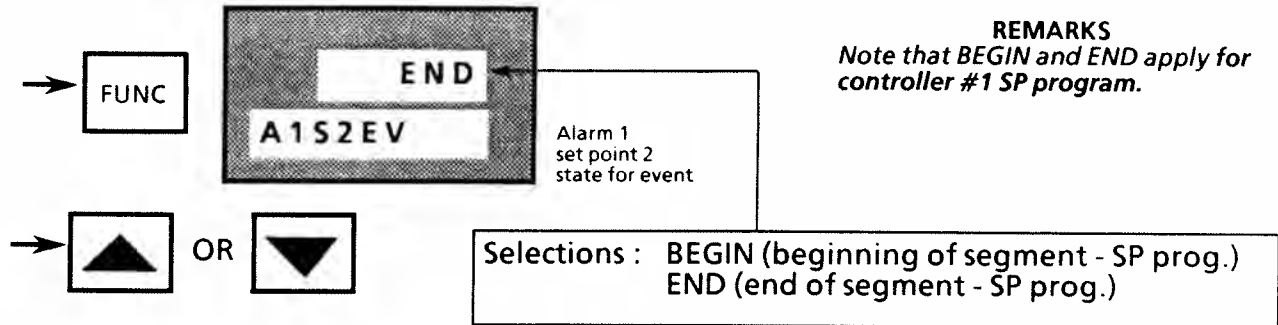 REMARKS
Note that BEGIN and END apply for
controller #1 SP program.
FUNC
END
A1S2EV
Alarm 1
set point 2
state for event
OR
Selections : BEGIN (beginning of segment - SP prog.)
END (end of segment - SP prog.)